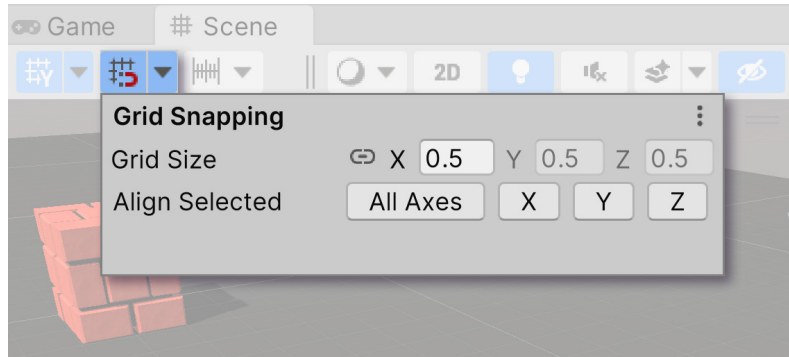 Game Scene
Y 2D
Grid Snapping
Grid Size X 0.5 Y 0.5 Z 0.5
Align Selected All Axes X Y Z